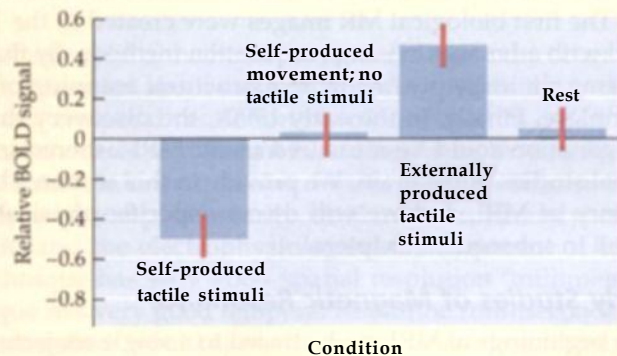 0.6
0.4
0.2
0
−0.2
−0.4
−0.6
−0.8
Relative BOLD signal
Self-produced
movement; no
tactile stimuli
Rest
Externally
produced
tactile
stimuli
Self-produced
tactile stimuli
Condition